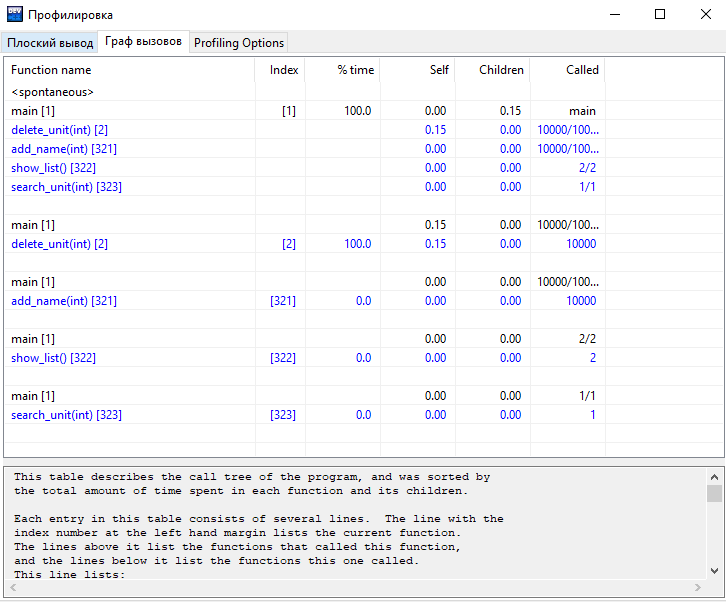 Профилировка
Плоский вывод Граф вызовов Profiling Options
Function name Index % time Self Children Called
<spontaneous>
main [1] [1] 100.0 0.00 0.15 main
delete_unit(int) [2] 0.15 0.00 10000/100...
add_name(int) [321] 0.00 0.00 10000/100...
show_list() [322] 0.00 0.00 2/2
search_unit(int) [323] 0.00 0.00 1/1
main [1] 0.15 0.00 10000/100...
delete_unit(int) [2] [2] 100.0 0.15 0.00 10000
main [1] 0.00 0.00 10000/100...
add_name(int) [321] [321] 0.0 0.00 0.00 10000
main [1] 0.00 0.00 2/2
show_list() [322] [322] 0.0 0.00 0.00 2
main [1] 0.00 0.00 1/1
search_unit(int) [323] [323] 0.0 0.00 0.00 1
This table describes the call tree of the program, and was sorted by
the total amount of time spent in each function and its children.
Each entry in this table consists of several lines. The line with the
index number at the left hand margin lists the current function.
The lines above it list the functions that called this function,
and the lines below it list the functions this one called.
This line lists: